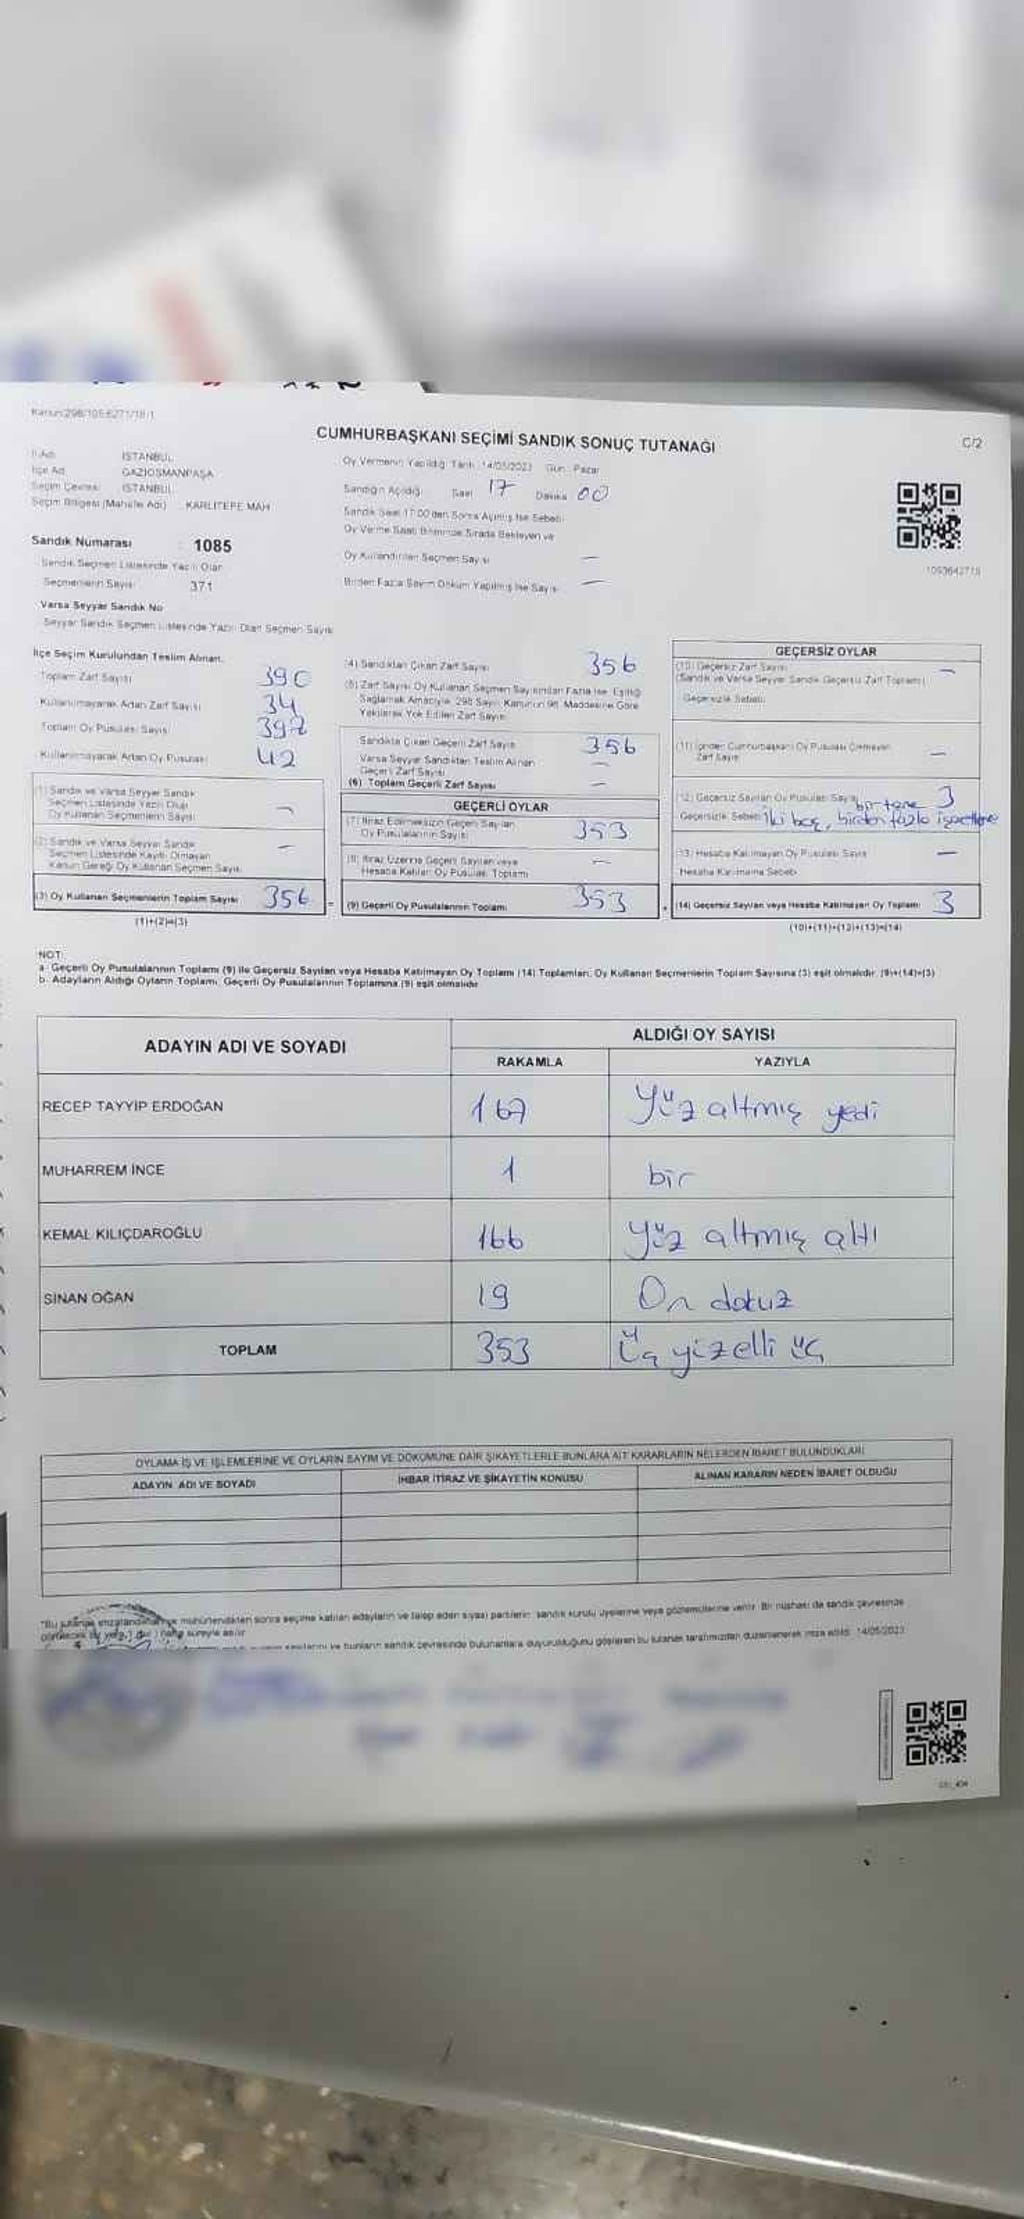 Kanun:298/105,6271/18/1
CUMHURBAŞKANI SEÇİMİ SANDIK SONUÇ TUTANAĞI
C/2
İl Adı İSTANBUL
İlçe Adı GAZİOSMANPAŞA
Seçim Çevresi İSTANBUL
Seçim Bölgesi (Mahalle Adı) KARLITEPE MAH
Sandık Numarası 1085
Sandık Seçmen Listesinde Yazılı Olan
Seçmenlerin Sayısı 371
Varsa Seyyar Sandık No
Seyyar Sandık Seçmen Listesinde Yazılı Olan Seçmen Sayısı
Oy Vermenin Yapıldığı Tarih 14/05/2023 Gün: Pazar
Sandığın Açıldığı Saat 17 Dakika 00
Sandık Saat 17:00'den Sonra Açılmış İse Sebebi
Oy Verme Saati Bitiminde Sırada Bekleyen ve
Oy Kullandırılan Seçmen Sayısı —
Birden Fazla Sayım Döküm Yapılmış İse Sayısı —
1093642718
İlçe Seçim Kurulundan Teslim Alınan:
Toplam Zarf Sayısı 390
Kullanılmayarak Artan Zarf Sayısı 34
Toplam Oy Pusulası Sayısı
Kullanılmayarak Artan Oy Pusulası 42
(1) Sandık ve Varsa Seyyar Sandık
Seçmen Listesinde Yazılı Olup
Oy Kullanan Seçmenlerin Sayısı —
(2) Sandık ve Varsa Seyyar Sandık
Seçmen Listesinde Kayıtlı Olmayan
Kanun Gereği Oy Kullanan Seçmen Sayısı —
(3) Oy Kullanan Seçmenlerin Toplam Sayısı 356
(1)+(2)=(3)
(4) Sandıktan Çıkan Zarf Sayısı 356
(5) Zarf Sayısı Oy Kullanan Seçmen Sayısından Fazla İse, Eşitliği
Sağlamak Amacıyla, 298 Sayılı Kanunun 98. Maddesine Göre
Yakılarak Yok Edilen Zarf Sayısı
Sandıkta Çıkan Geçerli Zarf Sayısı 356
Varsa Seyyar Sandıktan Teslim Alınan
Geçerli Zarf Sayısı —
(6) Toplam Geçerli Zarf Sayısı —
GEÇERLİ OYLAR
(7) İtiraz Edilmeksizin Geçerli Sayılan
Oy Pusulalarının Sayısı 353
(8) İtiraz Üzerine Geçerli Sayılan veya
Hesaba Katılan Oy Pusulası Toplamı —
(9) Geçerli Oy Pusulalarının Toplamı 353
GEÇERSİZ OYLAR
(10) Geçersiz Zarf Sayısı —
(Sandık ve Varsa Seyyar Sandık Geçersiz Zarf Toplamı)
Geçersizlik Sebebi
(11) İçinden Cumhurbaşkanı Oy Pusulası Çıkmayan
Zarf Sayısı —
(12) Geçersiz Sayılan Oy Pusulası Sayısı bir tane 3
Geçersizlik Sebebi iki boş, birden fazla işaretleme
(13) Hesaba Katılmayan Oy Pusulası Sayısı —
Hesaba Katılmama Sebebi
(14) Geçersiz Sayılan veya Hesaba Katılmayan Oy Toplamı 3
(10)+(11)+(12)+(13)=(14)
NOT:
a- Geçerli Oy Pusulalarının Toplamı (9) ile Geçersiz Sayılan veya Hesaba Katılmayan Oy Toplamı (14) Toplamları, Oy Kullanan Seçmenlerin Toplam Sayısına (3) eşit olmalıdır. (9)+(14)=(3)
b- Adayların Aldığı Oyların Toplamı, Geçerli Oy Pusulalarının Toplamına (9) eşit olmalıdır
ADAYIN ADI VE SOYADI
ALDIĞI OY SAYISI
RAKAMLA YAZIYLA
RECEP TAYYİP ERDOĞAN 167 Yüz altmış yedi
MUHARREM İNCE 1 bir
KEMAL KILIÇDAROĞLU 166 yüz altmış altı
SİNAN OĞAN 19 On dokuz
TOPLAM 353 üç yizelli üç
OYLAMA İŞ VE İŞLEMLERİNE VE OYLARIN SAYIM VE DÖKÜMÜNE DAİR ŞİKAYETLERLE BUNLARA AİT KARARLARIN NELERDEN İBARET BULUNDUKLARI
ADAYIN ADI VE SOYADI İHBAR İTİRAZ VE ŞİKAYETİN KONUSU ALINAN KARARIN NEDEN İBARET OLDUĞU
mühürlendikten sonra seçime katılan adayların ve talep eden siyasi partilerin sandık kurulu üyelerine veya gözlemcilerine verilir. Bir nüshası da sandık çevresinde
süreyle asılır
ve bunların sandık çevresinde bulunanlara duyurulduğunu gösteren bu tutanak tarafımızdan düzenlenerek imza edildi. 14/05/2023